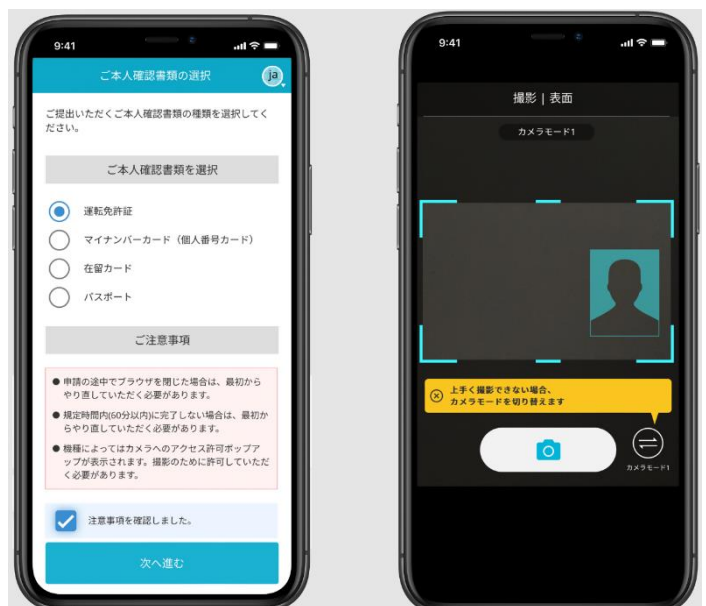 9:41
ご本人確認書類の選択
ja
ご提出いただくご本人確認書類の種類を選択してく
ださい。
ご本人確認書類を選択
運転免許証
マイナンバーカード（個人番号カード）
在留カード
パスポート
ご注意事項
● 申請の途中でブラウザを閉じた場合は、最初から
やり直していただく必要があります。
● 規定時間内(60分以内)に完了しない場合は、最初か
らやり直していただく必要があります。
● 機種によってはカメラへのアクセス許可ポップア
ップが表示されます。撮影のために許可していただ
く必要があります。
注意事項を確認しました。
次へ進む
9:41
撮影 | 表面
カメラモード1
上手く撮影できない場合、
カメラモードを切り替えます
カメラモード1